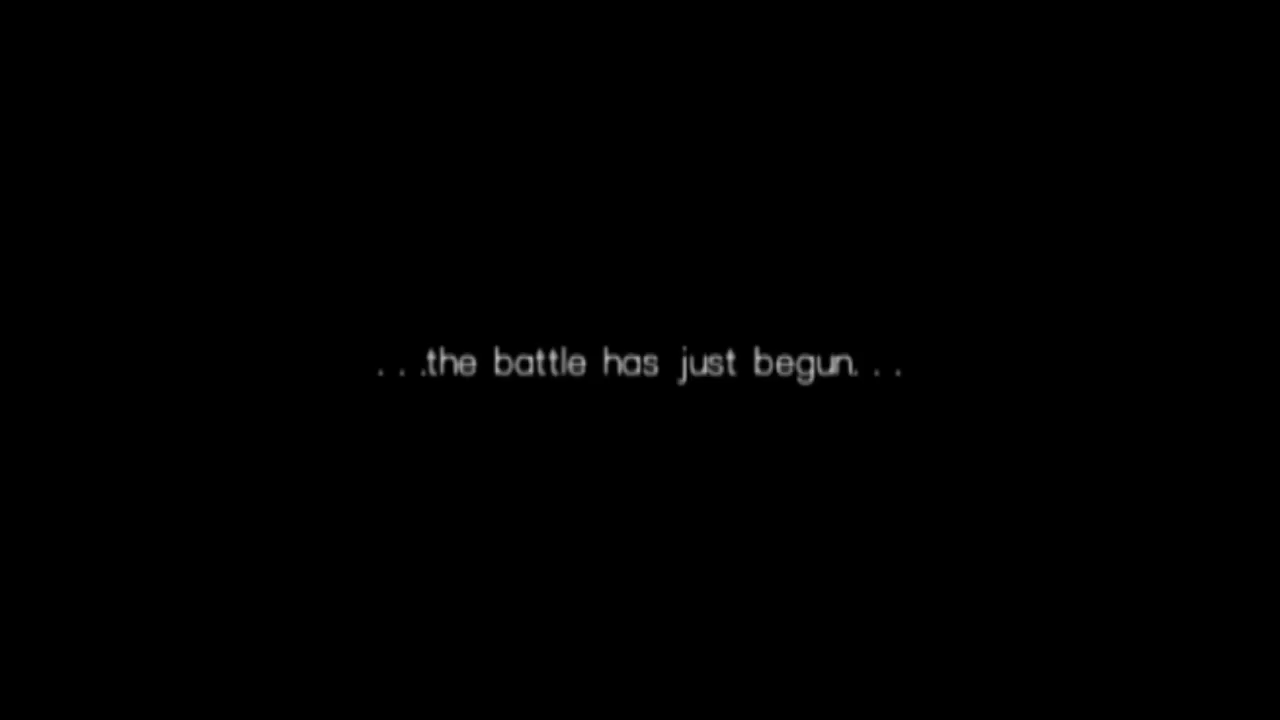 . . .the battle has just begun. . .